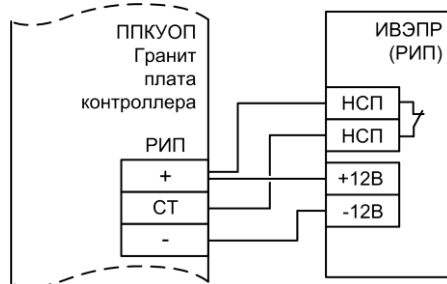 ППКУОП
Гранит
плата
контроллера
РИП
+
СТ
-
ИВЭПР
(РИП)
НСП
НСП
+12В
-12В